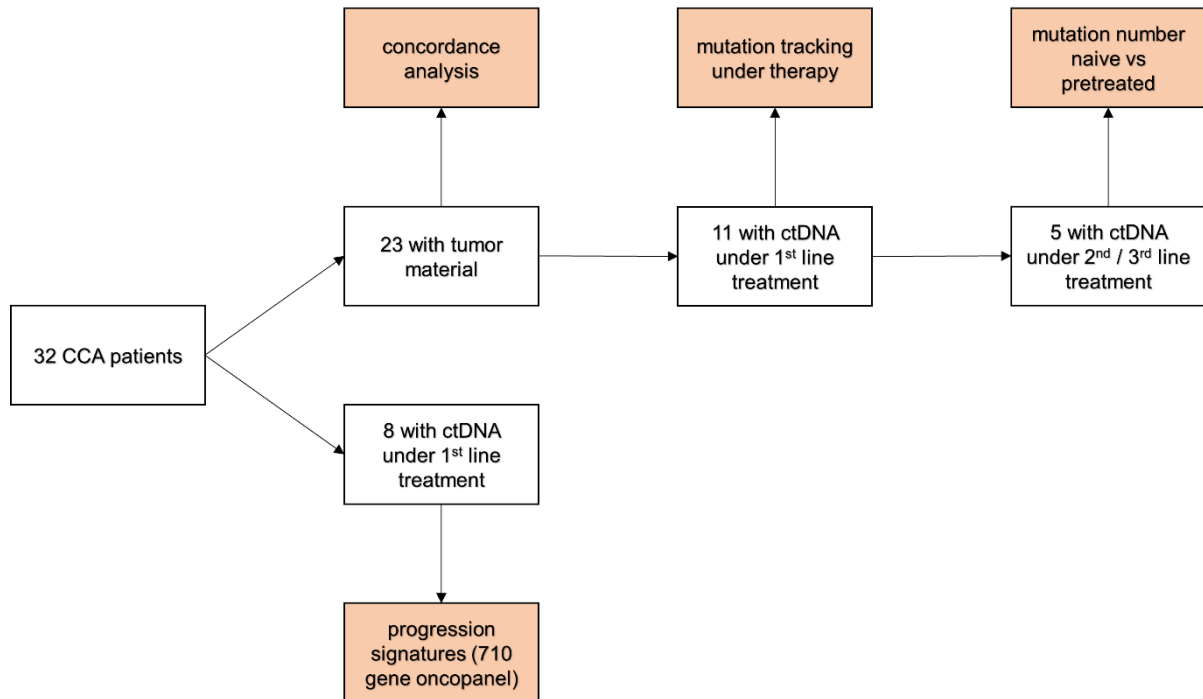 concordance
analysis
mutation tracking
under therapy
mutation number
naive vs
pretreated
23 with tumor
material
11 with ctDNA
under 1st line
treatment
5 with ctDNA
under 2nd / 3rd line
treatment
32 CCA patients
8 with ctDNA
under 1st line
treatment
progression
signatures (710
gene oncopanel)